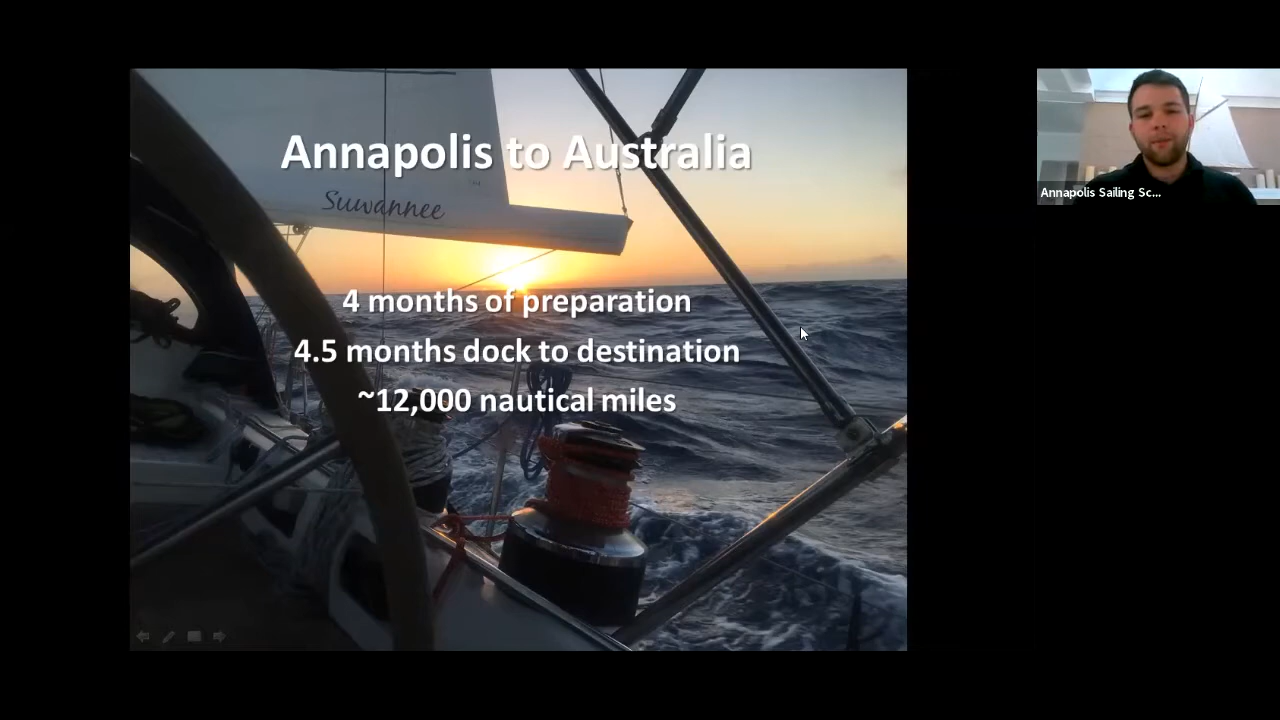 Annapolis to Australia
Suwannee
4 months of preparation
4.5 months dock to destination
~12,000 nautical miles
Annapolis Sailing Sc...